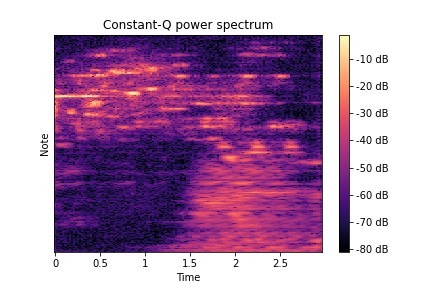 Constant-Q power spectrum
Note
0
0.5
1
1.5
2
2.5
Time
-10 dB
-20 dB
-30 dB
-40 dB
-50 dB
-60 dB
-70 dB
-80 dB